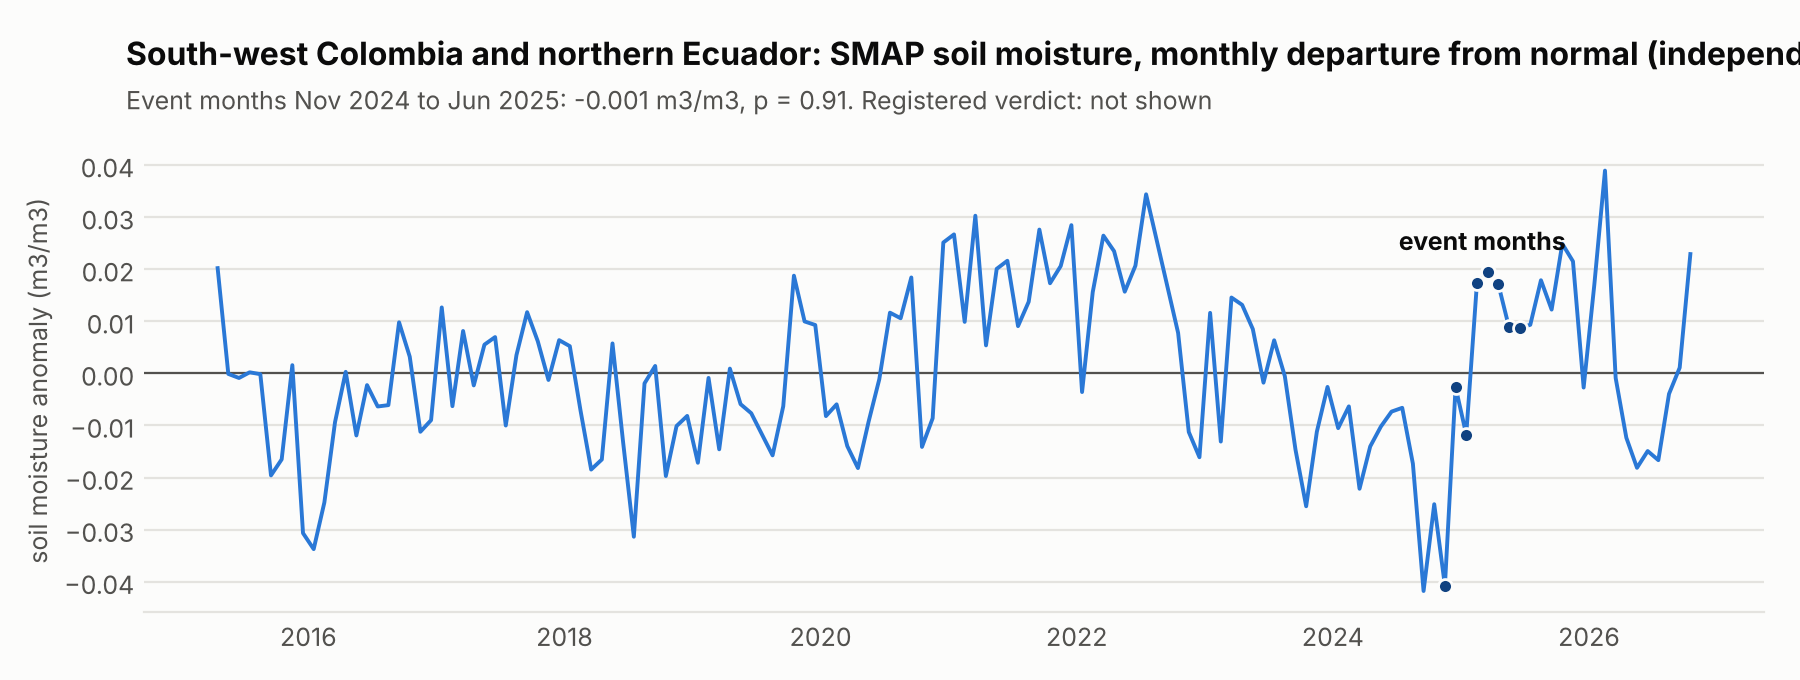 South-west Colombia and northern Ecuador: SMAP soil moisture, monthly departure from normal (independ
Event months Nov 2024 to Jun 2025: -0.001 m3/m3, p = 0.91. Registered verdict: not shown
soil moisture anomaly (m3/m3)
0.04
0.03
0.02
0.01
0.00
−0.01
−0.02
−0.03
−0.04
event months
2016 2018 2020 2022 2024 2026